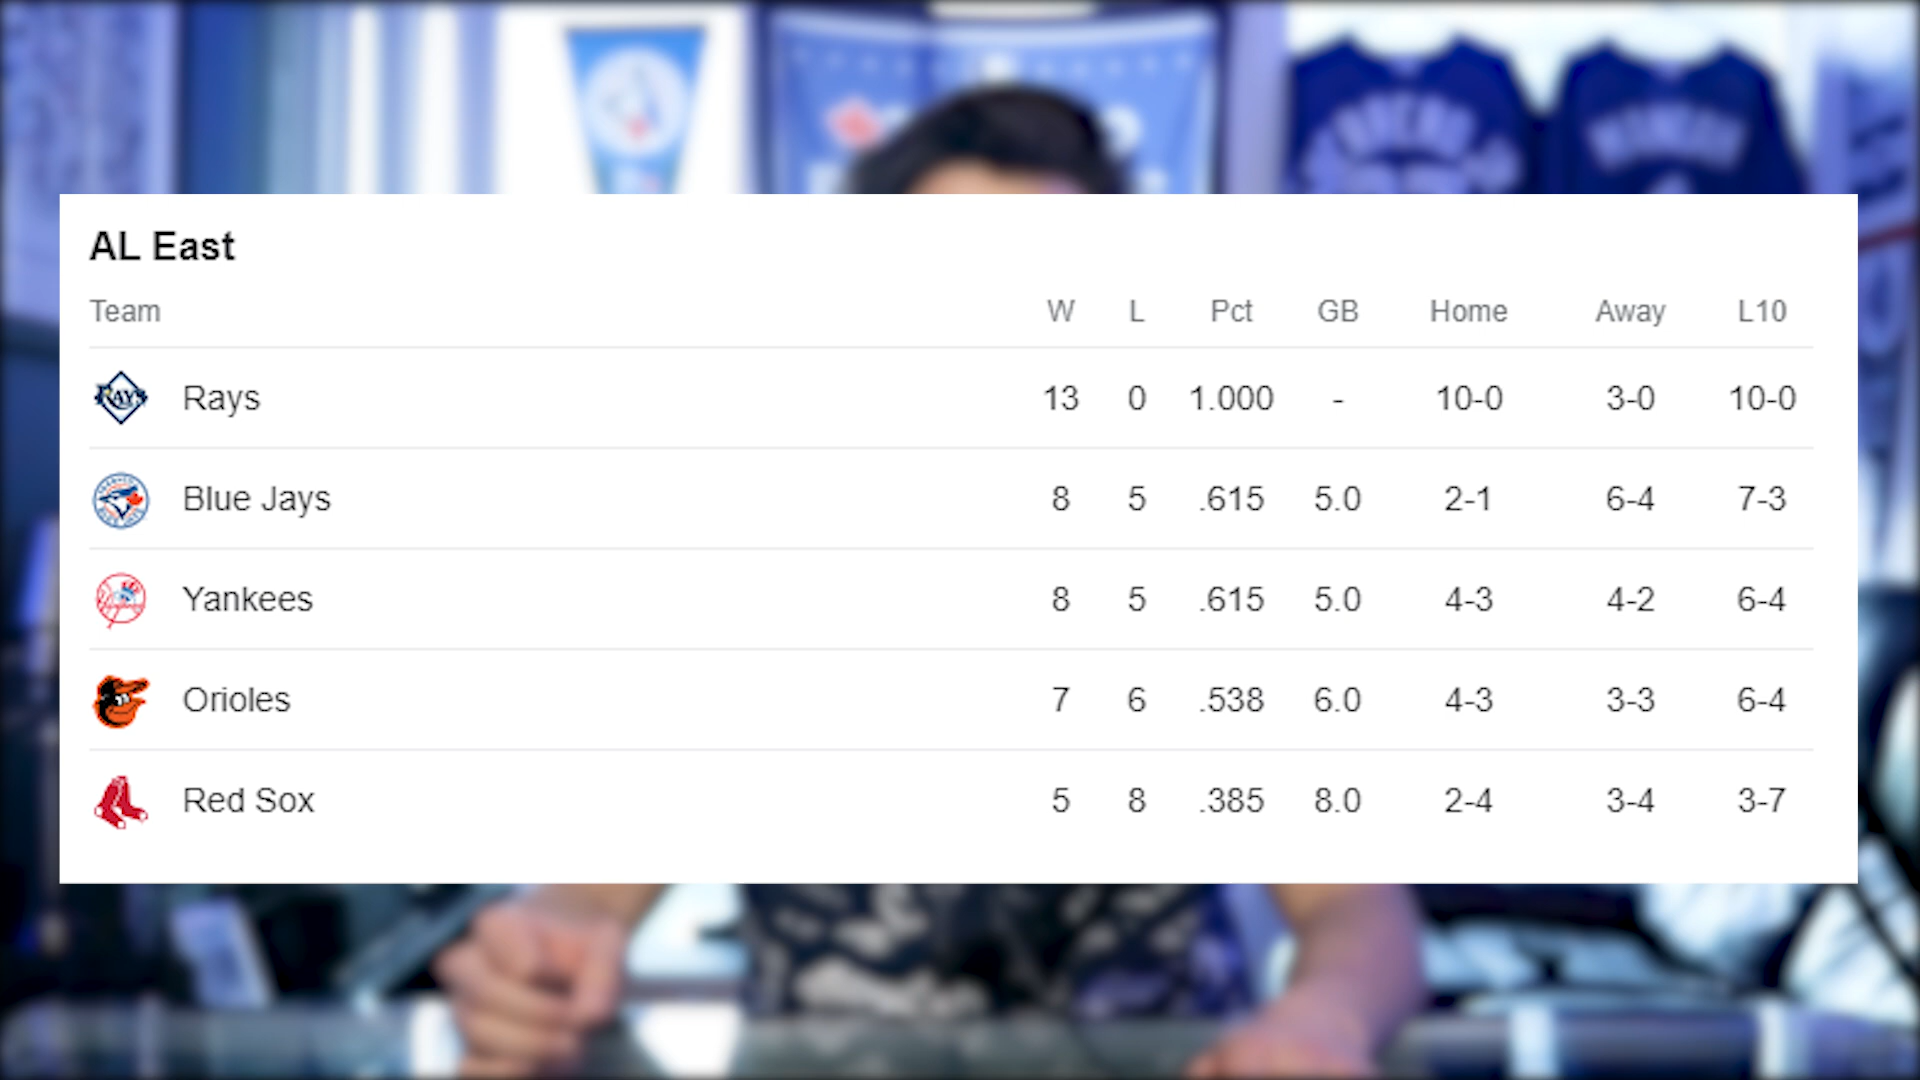 AL East
Team W L Pct GB Home Away L10
RAYS Rays 13 0 1.000 - 10-0 3-0 10-0
Blue Jays 8 5 .615 5.0 2-1 6-4 7-3
Yankees 8 5 .615 5.0 4-3 4-2 6-4
Orioles 7 6 .538 6.0 4-3 3-3 6-4
Red Sox 5 8 .385 8.0 2-4 3-4 3-7